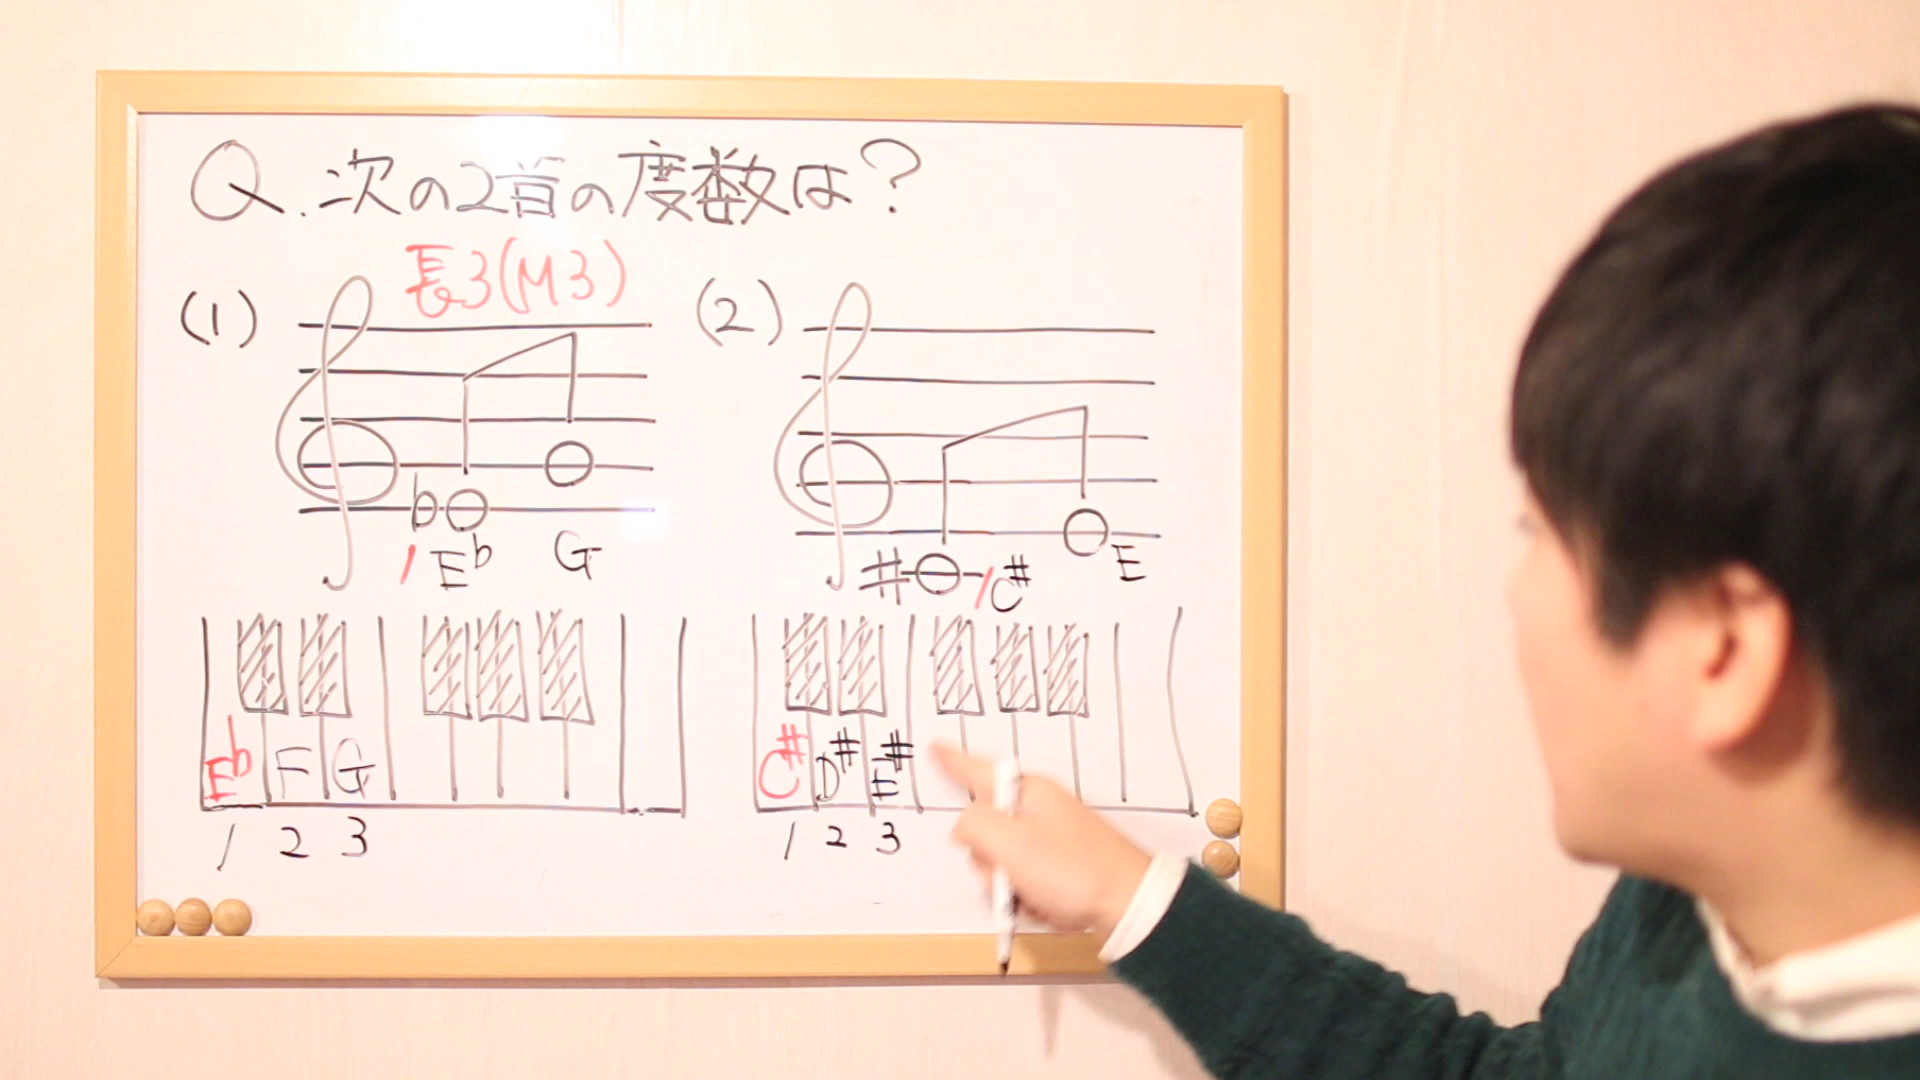 Q.次の2音の度数は?
長3(M3)
(1)
(2)
♭
E♭ G
♯
C♯ E
E♭ F G
C♯ D♯ E♯
1 2 3
1 2 3